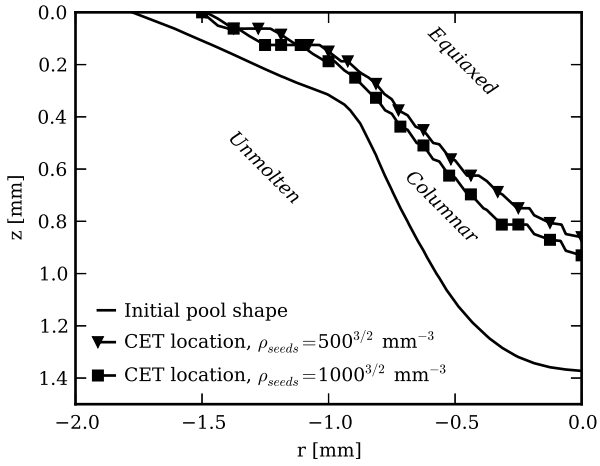 0.0
0.2
0.4
0.6
0.8
1.0
1.2
1.4
z [mm]
Equiaxed
Unmolten
Columnar
Initial pool shape
CET location, ρ_seeds=500^{3/2} mm^{−3}
CET location, ρ_seeds=1000^{3/2} mm^{−3}
−2.0 −1.5 −1.0 −0.5 0.0
r [mm]